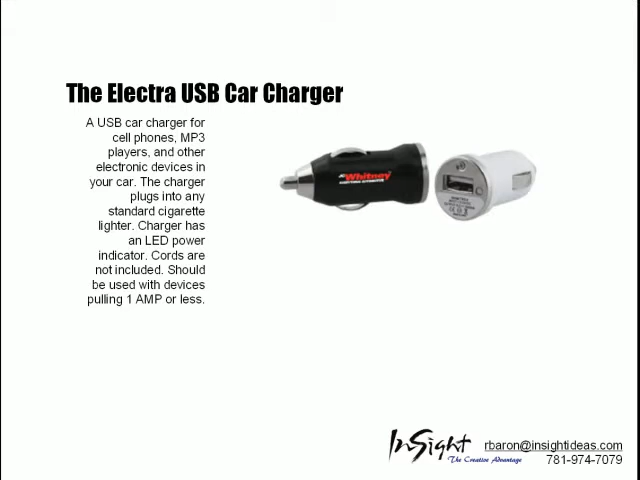 The Electra USB Car Charger
A USB car charger for
cell phones, MP3
players, and other
electronic devices in
your car. The charger
plugs into any
standard cigarette
lighter. Charger has
an LED power
indicator. Cords are
not included. Should
be used with devices
pulling 1 AMP or less.
Whitney
InSight
The Creative Advantage
rbaron@insightideas.com
781-974-7079